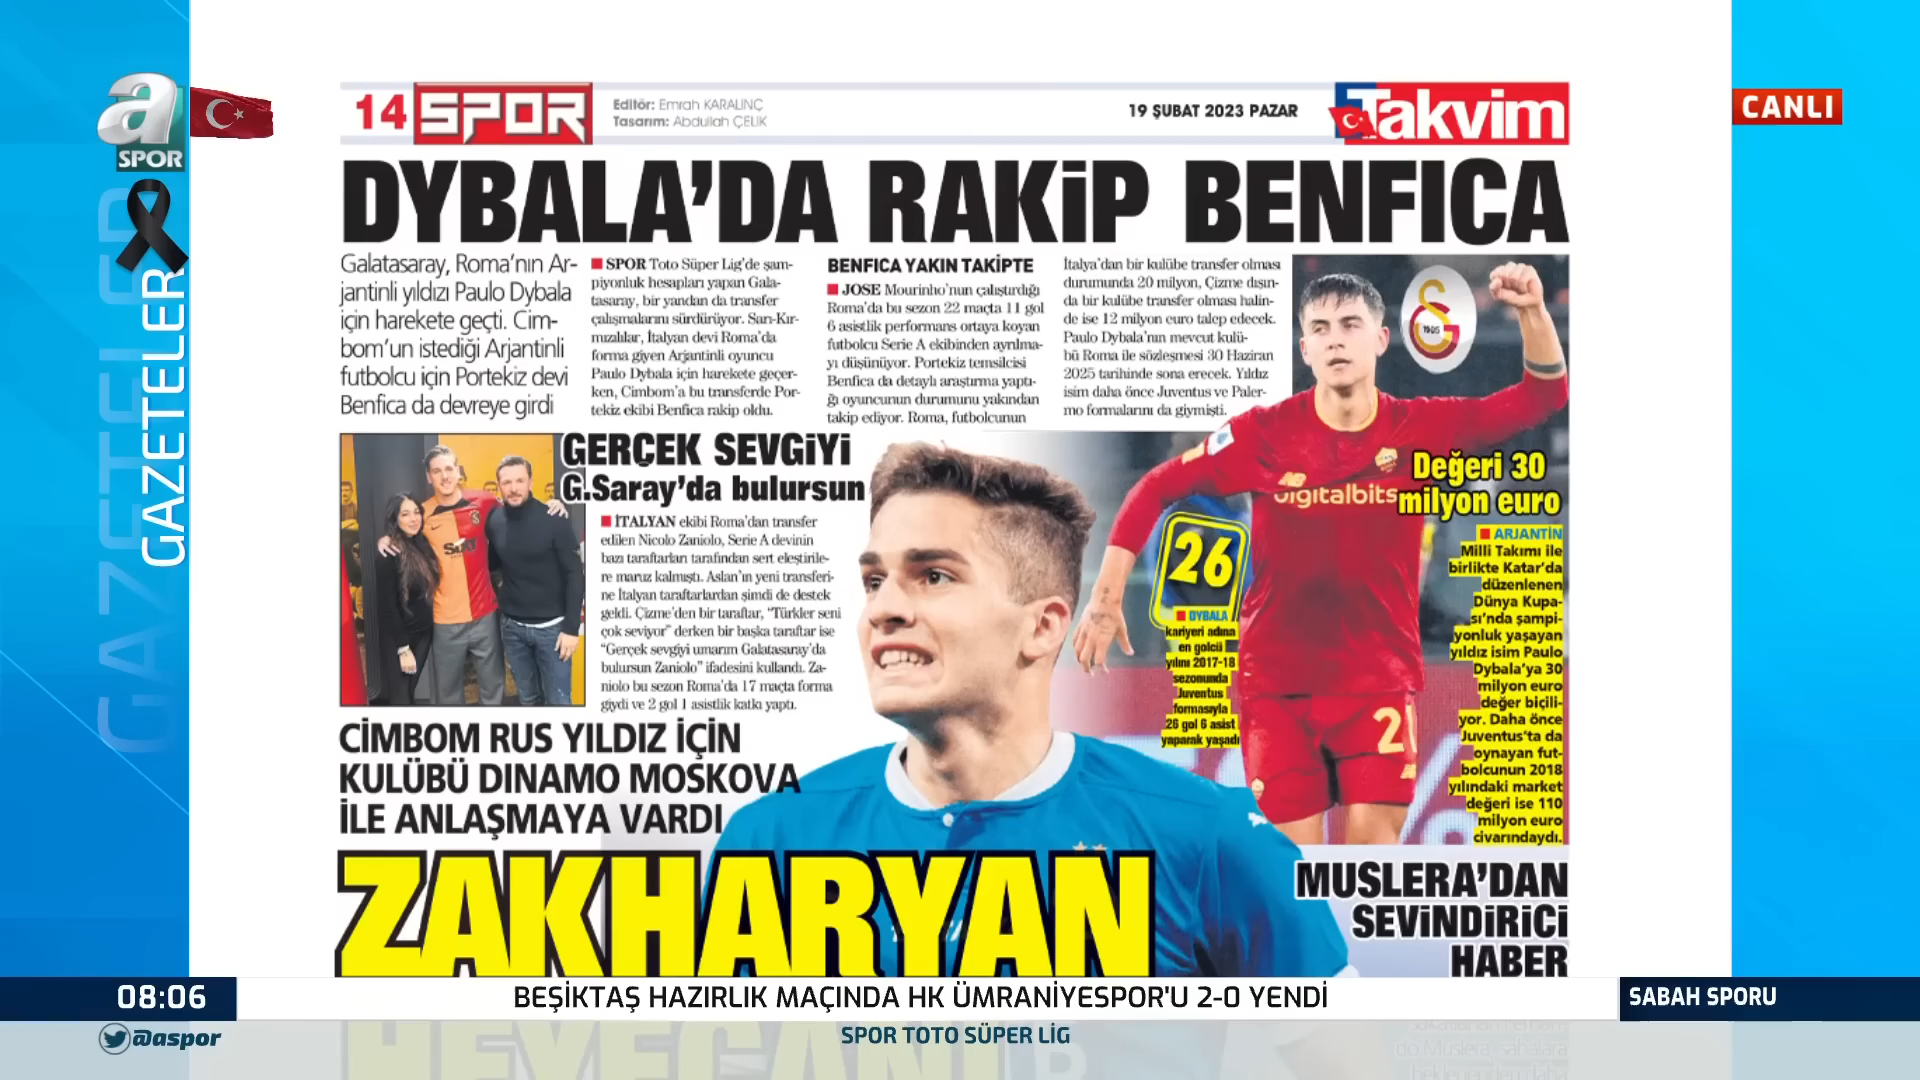 a
SPOR
GAZETELER
GAZETELER
CANLI
14 SPOR
Editör: Emrah KARALINÇ
Tasarım: Abdullah ÇELİK
19 ŞUBAT 2023 PAZAR
Takvim
DYBALA'DA RAKİP BENFICA
Galatasaray, Roma'nın Ar-
jantinli yıldızı Paulo Dybala
için harekete geçti. Cim-
bom'un istediği Arjantinli
futbolcu için Portekiz devi
Benfica da devreye girdi
SPOR Toto Süper Lig'de şam-
piyonluk hesapları yapan Gala-
tasaray, bir yandan da transfer
çalışmalarını sürdürüyor. Sarı-Kır-
mızılılar, İtalyan devi Roma'da
forma giyen Arjantinli oyuncu
Paulo Dybala için harekete geçer-
ken, Cimbom'a bu transferde Por-
tekiz ekibi Benfica rakip oldu.
BENFICA YAKIN TAKİPTE
JOSE Mourinho'nun çalıştırdığı
Roma'da bu sezon 22 maçta 11 gol
6 asistlik performans ortaya koyan
futbolcu Serie A ekibinden ayrılma-
yı düşünüyor. Portekiz temsilcisi
Benfica da detaylı araştırma yaptı-
ğı oyuncunun durumunu yakından
takip ediyor. Roma, futbolcunun
İtalya'dan bir kulübe transfer olması
durumunda 20 milyon, Çizme dışın-
da bir kulübe transfer olması halin-
de ise 12 milyon euro talep edecek.
Paulo Dybala'nın mevcut kulü-
bü Roma ile sözleşmesi 30 Haziran
2025 tarihinde sona erecek. Yıldız
isim daha önce Juventus ve Paler-
mo formalarını da giymişti.
1905
GERÇEK SEVGİYİ
G.Saray'da bulursun
İTALYAN ekibi Roma'dan transfer
edilen Nicolo Zaniolo, Serie A devinin
bazı taraftarları tarafından sert eleştirile-
re maruz kalmıştı. Aslan'ın yeni transferi-
ne İtalyan taraftarlardan şimdi de destek
geldi. Çizme'den bir taraftar, "Türkler seni
çok seviyor" derken bir başka taraftar ise
"Gerçek sevgiyi umarım Galatasaray'da
bulursun Zaniolo" ifadesini kullandı. Za-
niolo bu sezon Roma'da 17 maçta forma
giydi ve 2 gol 1 asistlik katkı yaptı.
Sixt
digitalbits
Değeri 30
milyon euro
ARJANTİN
Milli Takımı ile
birlikte Katar'da
düzenlenen
Dünya Kupa-
sı'nda şampi-
yonluk yaşayan
yıldız isim Paulo
Dybala'ya 30
milyon euro
değer biçili-
yor. Daha önce
Juventus'ta da
oynayan fut-
bolcunun 2018
yılındaki market
değeri ise 110
milyon euro
civarındaydı.
26
DYBALA
kariyeri adına
en golcü
yılını 2017-18
sezonunda
Juventus
formasıyla
26 gol 6 asist
yaparak yaşadı
2
CİMBOM RUS YILDIZ İÇİN
KULÜBÜ DINAMO MOSKOVA
İLE ANLAŞMAYA VARDI
ZAKHARYAN
MUSLERA'DAN
SEVİNDİRİCİ
HABER
08:06
BEŞİKTAŞ HAZIRLIK MAÇINDA HK ÜMRANİYESPOR'U 2-0 YENDİ
SABAH SPORU
@aspor
SPOR TOTO SÜPER LİG